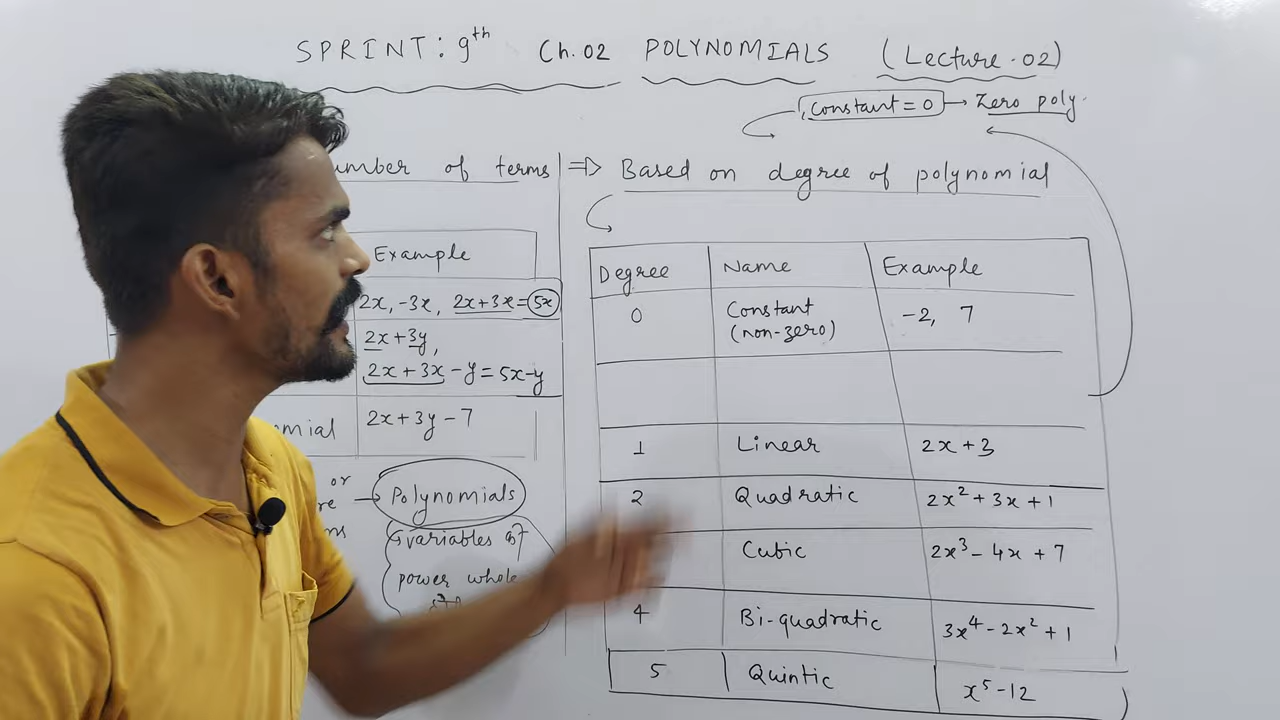 SPRINT: 9th Ch. 02 POLYNOMIALS (Lecture-02)
Constant = 0 → Zero poly.
number of terms
⇒ Based on degree of polynomial
Example
2x, -3x, 2x+3x=5x
2x+3y,
2x+3x-y=5x-y
2x+3y-7
or
→ Polynomials
variables of
power whole
Degree Name Example
0 Constant (non-zero) -2, 7
1 Linear 2x+3
2 Quadratic 2x²+3x+1
Cubic 2x³-4x+7
4 Bi-quadratic 3x⁴-2x²+1
5 Quintic x⁵-12